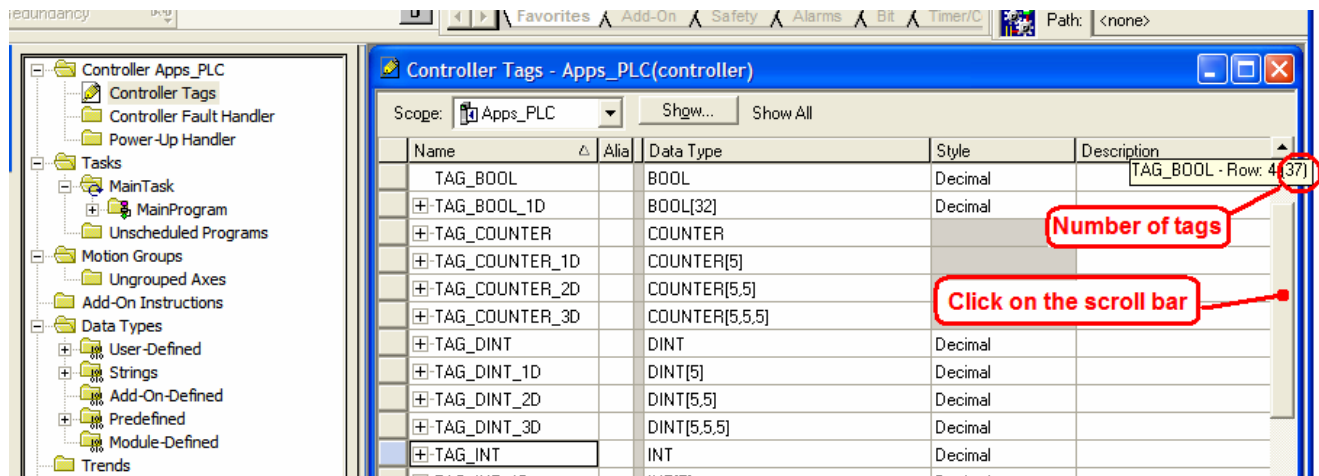 Redundancy
Favorites Add-On Safety Alarms Bit Timer/C Path: <none>
Controller Apps_PLC
Controller Tags
Controller Fault Handler
Power-Up Handler
Tasks
MainTask
MainProgram
Unscheduled Programs
Motion Groups
Ungrouped Axes
Add-On Instructions
Data Types
User-Defined
Strings
Add-On-Defined
Predefined
Module-Defined
Trends
Controller Tags - Apps_PLC(controller)
Scope: Apps_PLC Show... Show All
Name Alia Data Type Style Description
TAG_BOOL - Row: 4 (37)
TAG_BOOL BOOL Decimal
TAG_BOOL_1D BOOL[32] Decimal
Number of tags
TAG_COUNTER COUNTER
TAG_COUNTER_1D COUNTER[5]
TAG_COUNTER_2D COUNTER[5,5]
Click on the scroll bar
TAG_COUNTER_3D COUNTER[5,5,5]
TAG_DINT DINT Decimal
TAG_DINT_1D DINT[5] Decimal
TAG_DINT_2D DINT[5,5] Decimal
TAG_DINT_3D DINT[5,5,5] Decimal
TAG_INT INT Decimal